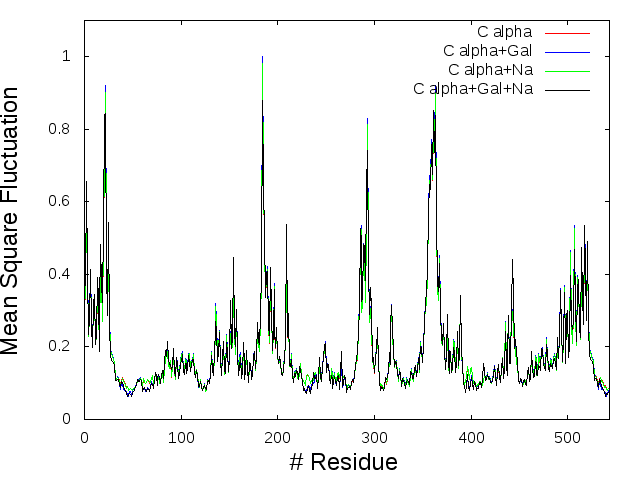 C alpha
C alpha+Gal
C alpha+Na
C alpha+Gal+Na
Mean Square Fluctuation
1
0.8
0.6
0.4
0.2
0
0 100 200 300 400 500
# Residue